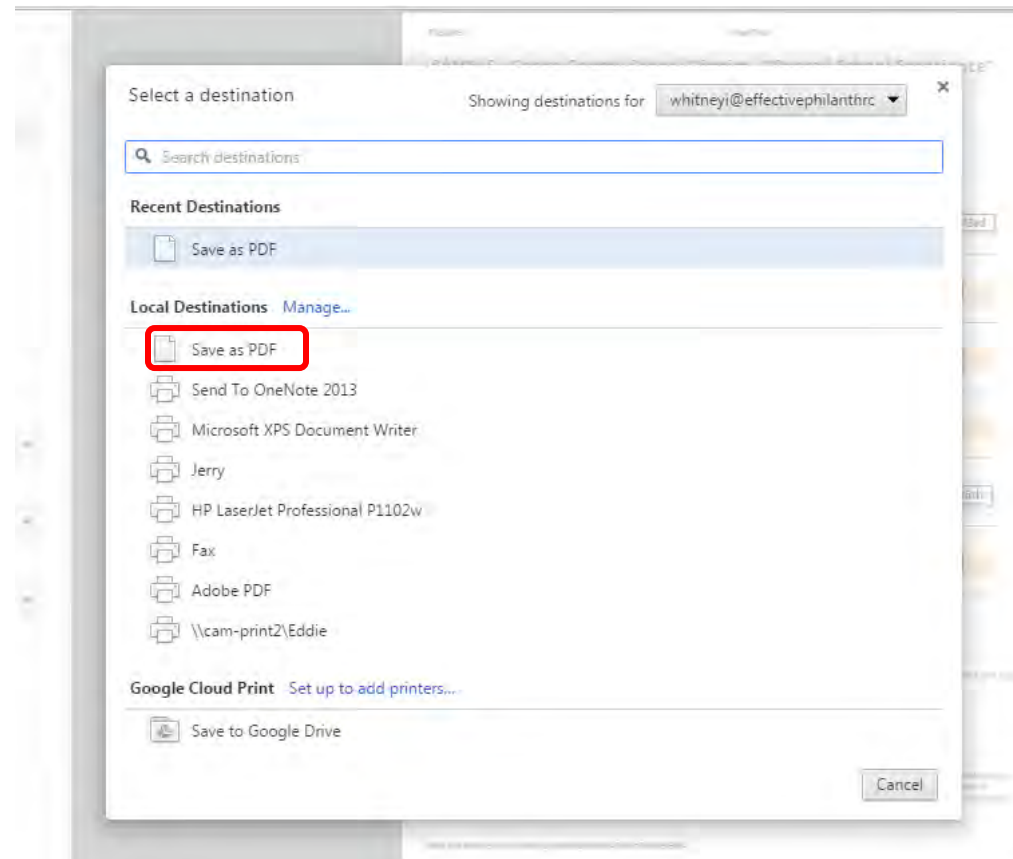 Select a destination
Showing destinations for whitneyi@effectivephilanthrc
×
Search destinations
Recent Destinations
Save as PDF
Local Destinations Manage...
Save as PDF
Send To OneNote 2013
Microsoft XPS Document Writer
Jerry
HP LaserJet Professional P1102w
Fax
Adobe PDF
\\cam-print2\Eddie
Google Cloud Print Set up to add printers...
Save to Google Drive
Cancel